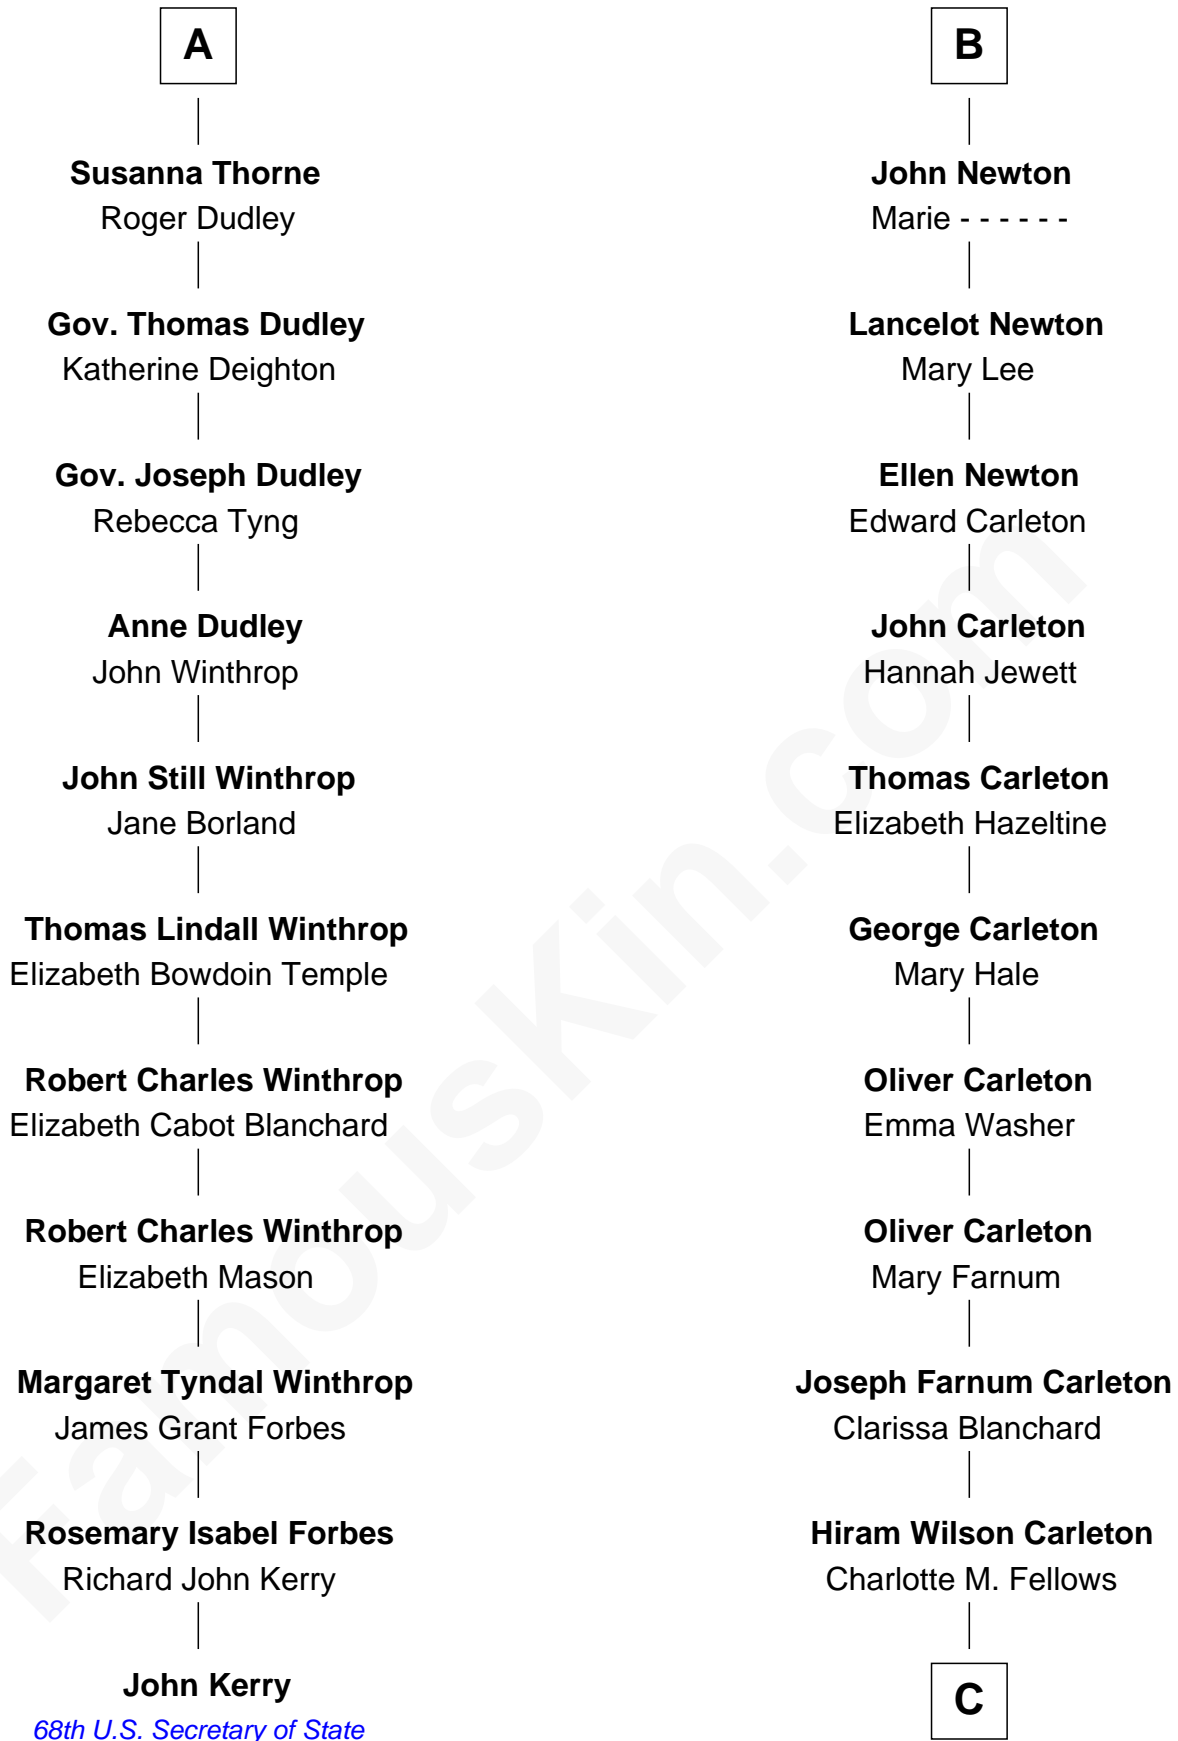 A
Susanna Thorne
Roger Dudley
Gov. Thomas Dudley
Katherine Deighton
Gov. Joseph Dudley
Rebecca Tyng
Anne Dudley
John Winthrop
John Still Winthrop
Jane Borland
Thomas Lindall Winthrop
Elizabeth Bowdoin Temple
Robert Charles Winthrop
Elizabeth Cabot Blanchard
Robert Charles Winthrop
Elizabeth Mason
Margaret Tyndal Winthrop
James Grant Forbes
Rosemary Isabel Forbes
Richard John Kerry
John Kerry
68th U.S. Secretary of State
B
John Newton
Marie - - - - - -
Lancelot Newton
Mary Lee
Ellen Newton
Edward Carleton
John Carleton
Hannah Jewett
Thomas Carleton
Elizabeth Hazeltine
George Carleton
Mary Hale
Oliver Carleton
Emma Washer
Oliver Carleton
Mary Farnum
Joseph Farnum Carleton
Clarissa Blanchard
Hiram Wilson Carleton
Charlotte M. Fellows
C
FamousKin.com